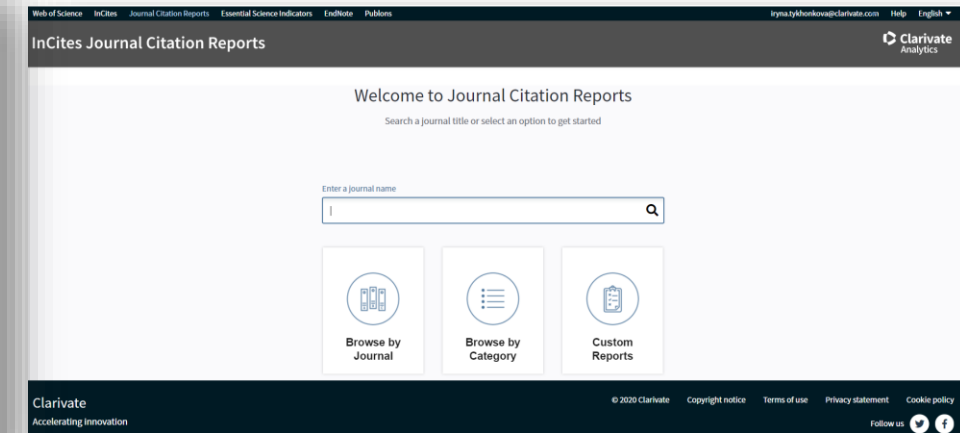 Web of Science InCites Journal Citation Reports Essential Science Indicators EndNote Publons iryna.tykhonkova@clarivate.com Help English
InCites Journal Citation Reports
Clarivate
Analytics
Welcome to Journal Citation Reports
Search a journal title or select an option to get started
Enter a journal name
Browse by
Journal
Browse by
Category
Custom
Reports
Clarivate
Accelerating innovation
© 2020 Clarivate Copyright notice Terms of use Privacy statement Cookie policy
Follow us